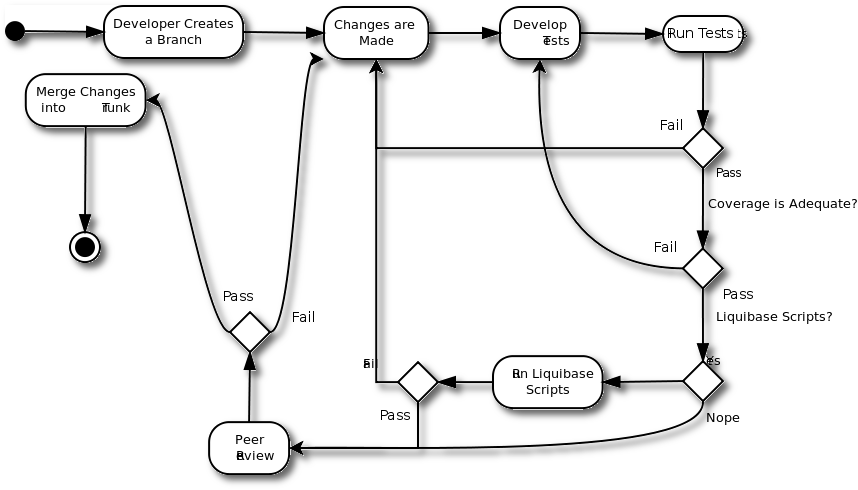 Developer Creates
a Branch
Changes are
Made
Develop
Tests
Run Tests
Merge Changes
into Trunk
Fail
Pass
Coverage is Adequate?
Fail
Pass
Liquibase Scripts?
Pass
Fail
Yes
Fail
Run Liquibase
Scripts
Pass
Nope
Peer
Review